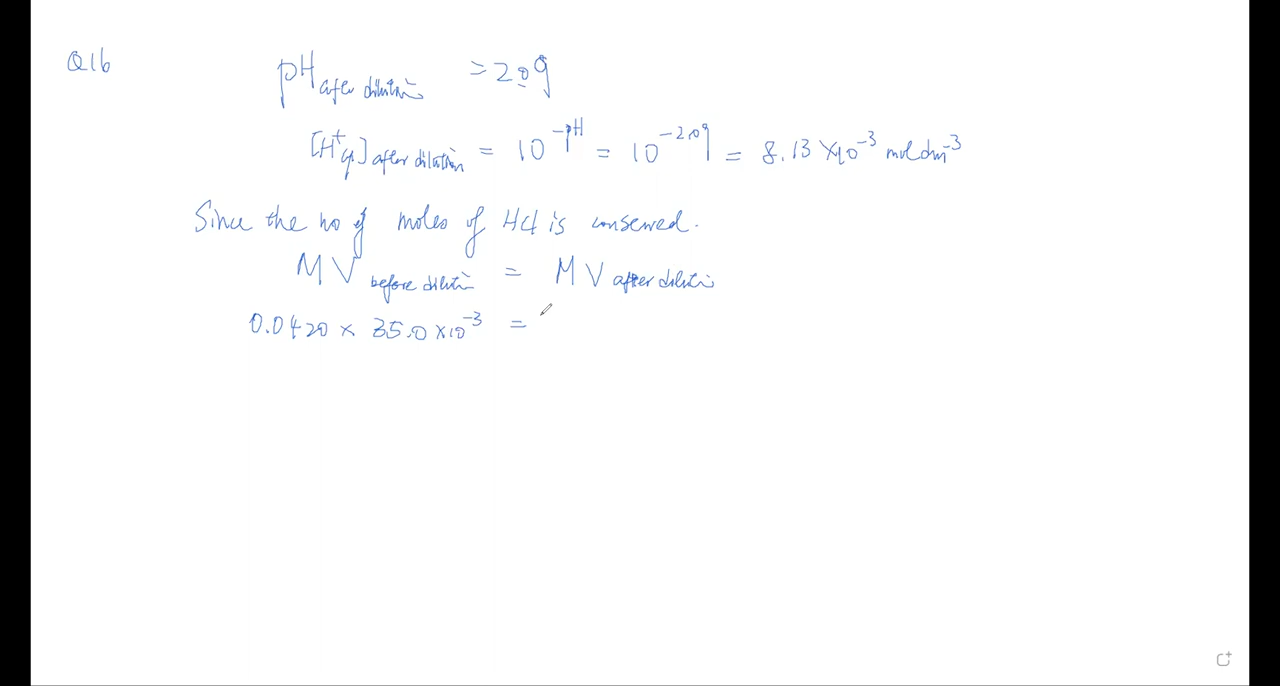 Q16
pH after dilution = 2.09
[H⁺aq] after dilution = 10^-pH = 10^-2.09 = 8.13 × 10⁻³ mol dm⁻³
Since the no of moles of HCl is conserved.
MV before dilution = MV after dilution
0.0420 × 35.0 × 10⁻³ =